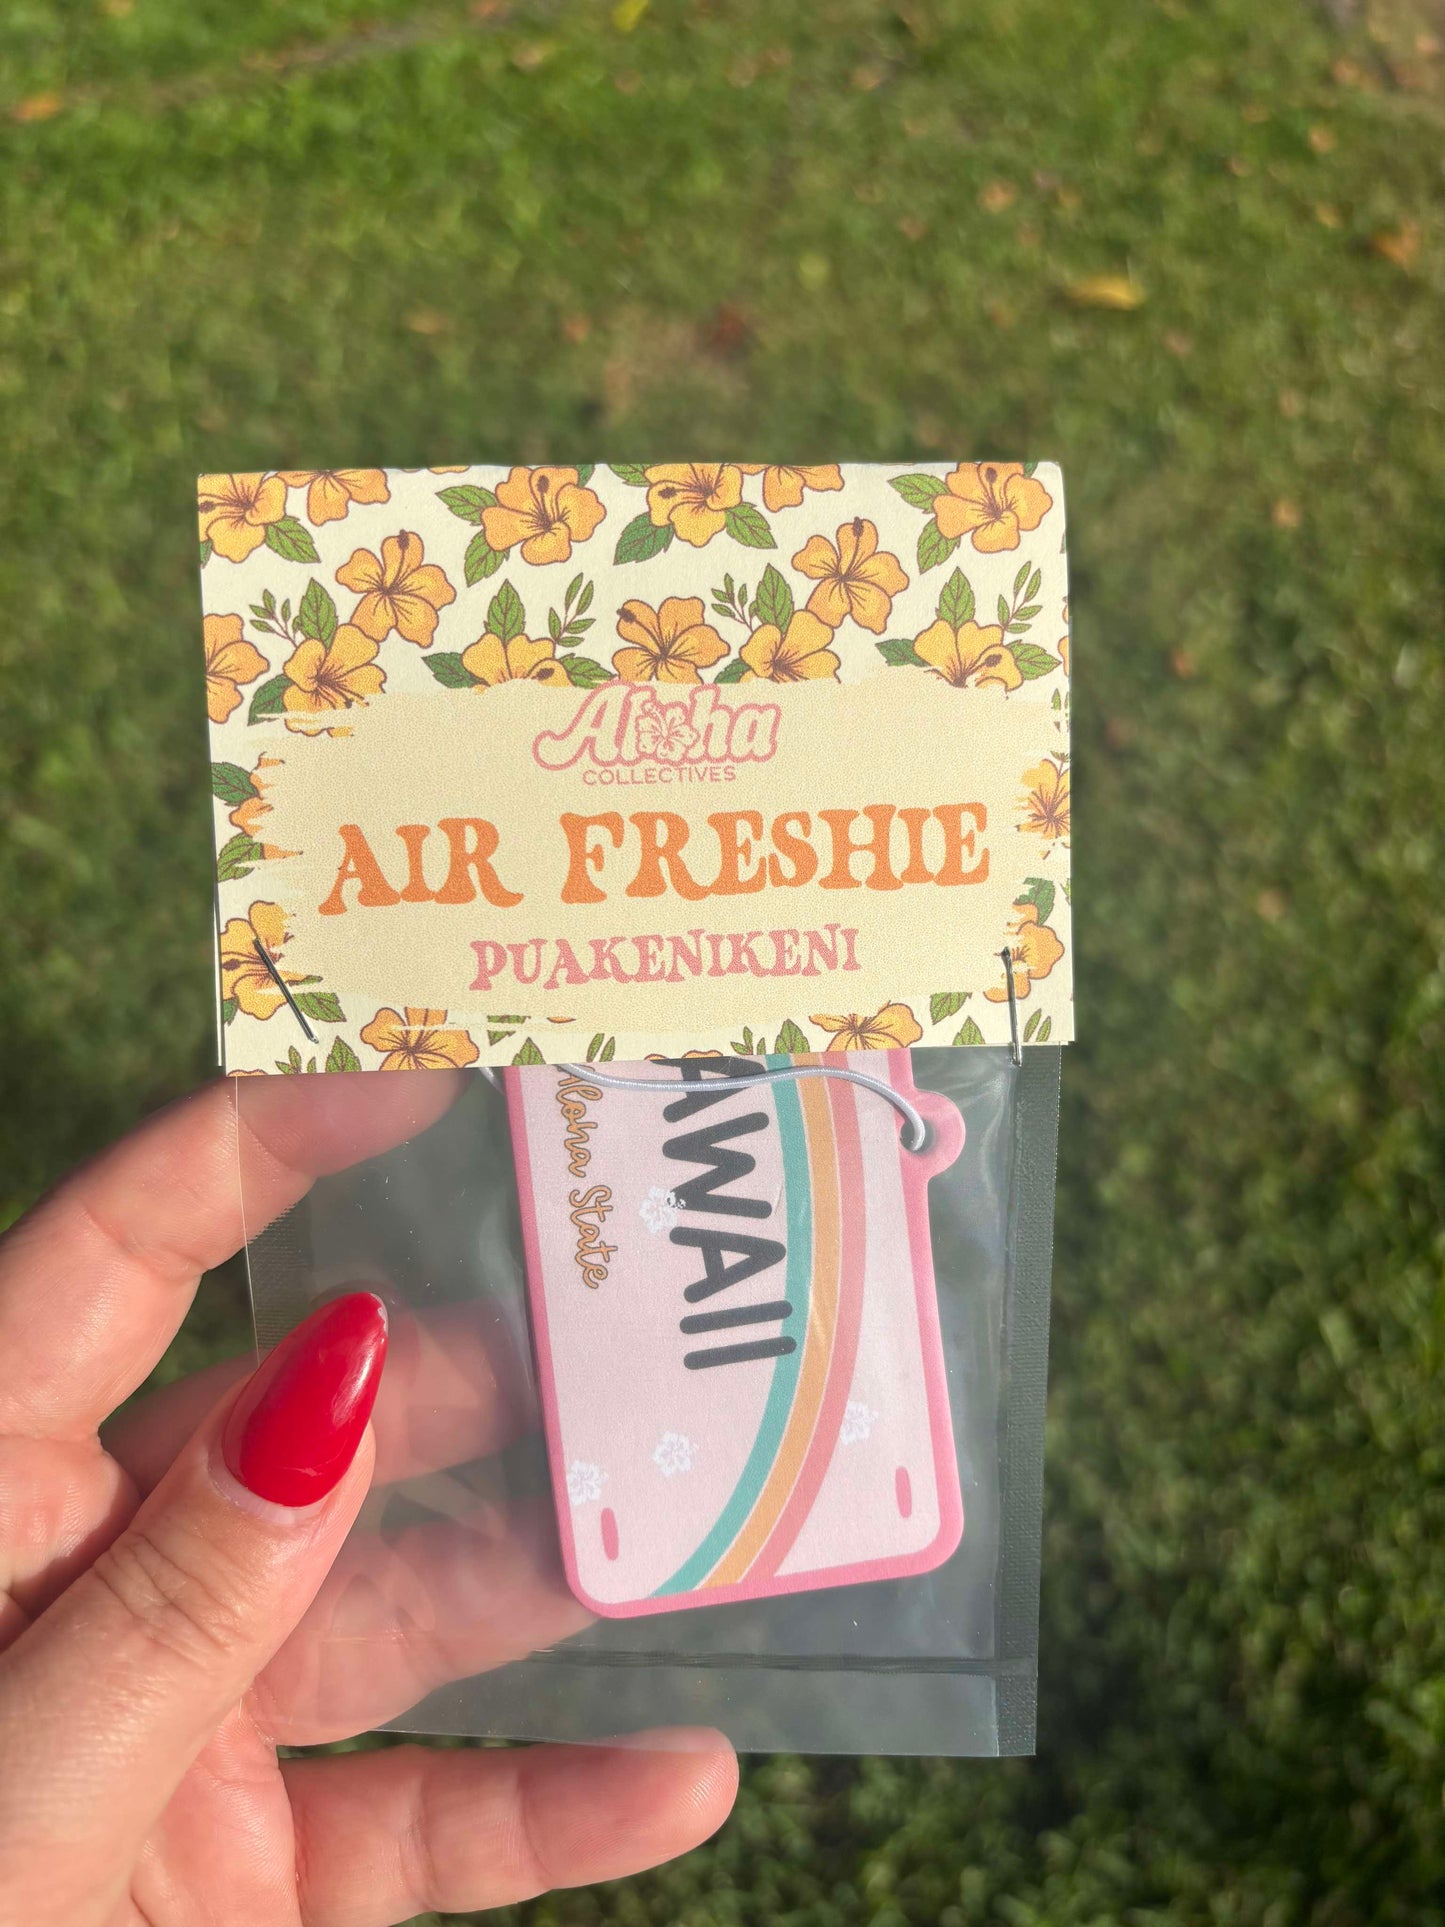 Aloha
COLLECTIVES
AIR FRESHIE
PUAKENIKENI
AWAII
Aloha State